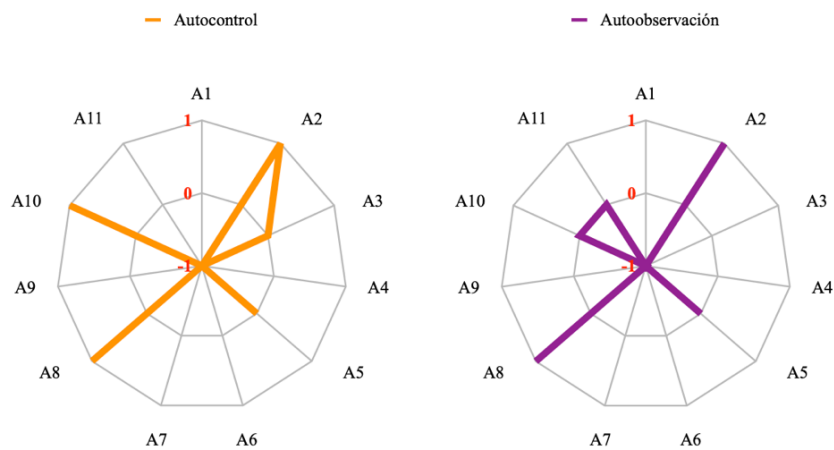 Autocontrol
A1
A2
A3
A4
A5
A6
A7
A8
A9
A10
A11
1
0
-1
Autoobservación
A1
A2
A3
A4
A5
A6
A7
A8
A9
A10
A11
1
0
-1